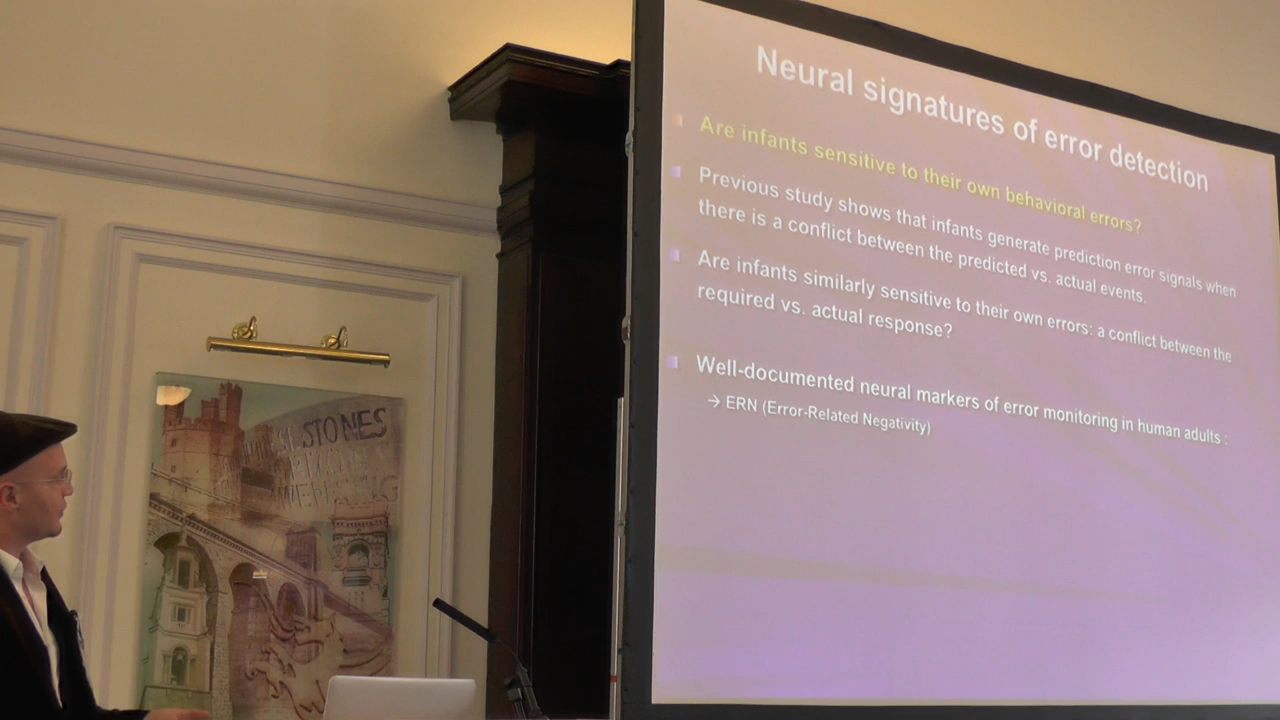 Neural signatures of error detection
Are infants sensitive to their own behavioral errors?
Previous study shows that infants generate prediction error signals when
there is a conflict between the predicted vs. actual events.
Are infants similarly sensitive to their own errors: a conflict between the
required vs. actual response?
Well-documented neural markers of error monitoring in human adults :
→ ERN (Error-Related Negativity)
STONES